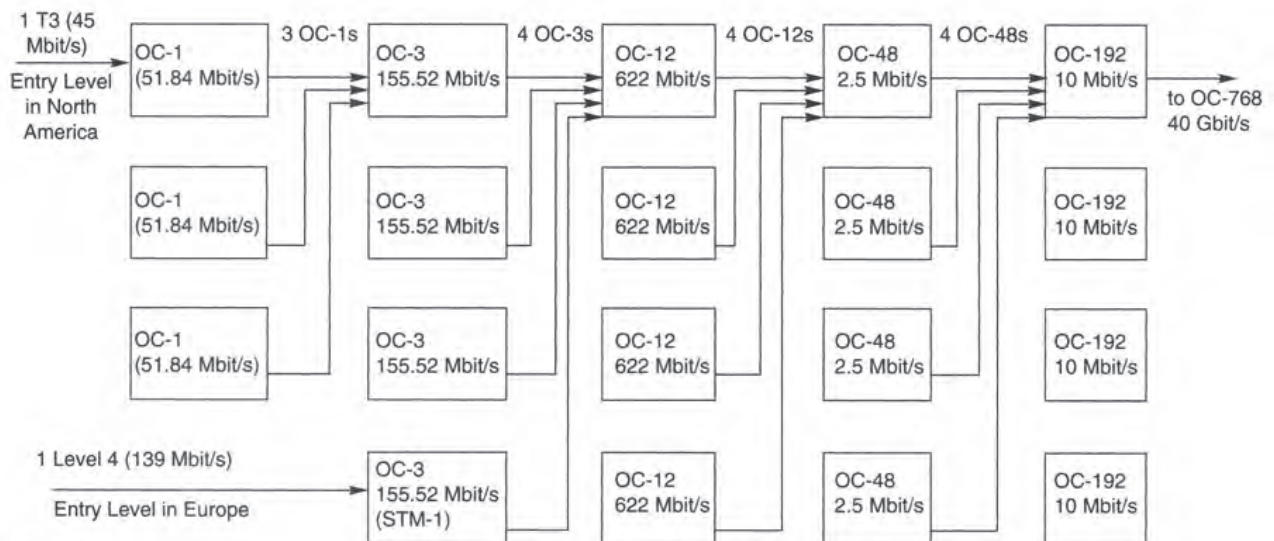 1 T3 (45
Mbit/s)
Entry Level
in North
America
OC-1
(51.84 Mbit/s)
3 OC-1s
OC-3
155.52 Mbit/s
4 OC-3s
OC-12
622 Mbit/s
4 OC-12s
OC-48
2.5 Mbit/s
4 OC-48s
OC-192
10 Mbit/s
to OC-768
40 Gbit/s
OC-1
(51.84 Mbit/s)
OC-3
155.52 Mbit/s
OC-12
622 Mbit/s
OC-48
2.5 Mbit/s
OC-192
10 Mbit/s
OC-1
(51.84 Mbit/s)
OC-3
155.52 Mbit/s
OC-12
622 Mbit/s
OC-48
2.5 Mbit/s
OC-192
10 Mbit/s
1 Level 4 (139 Mbit/s)
Entry Level in Europe
OC-3
155.52 Mbit/s
(STM-1)
OC-12
622 Mbit/s
OC-48
2.5 Mbit/s
OC-192
10 Mbit/s